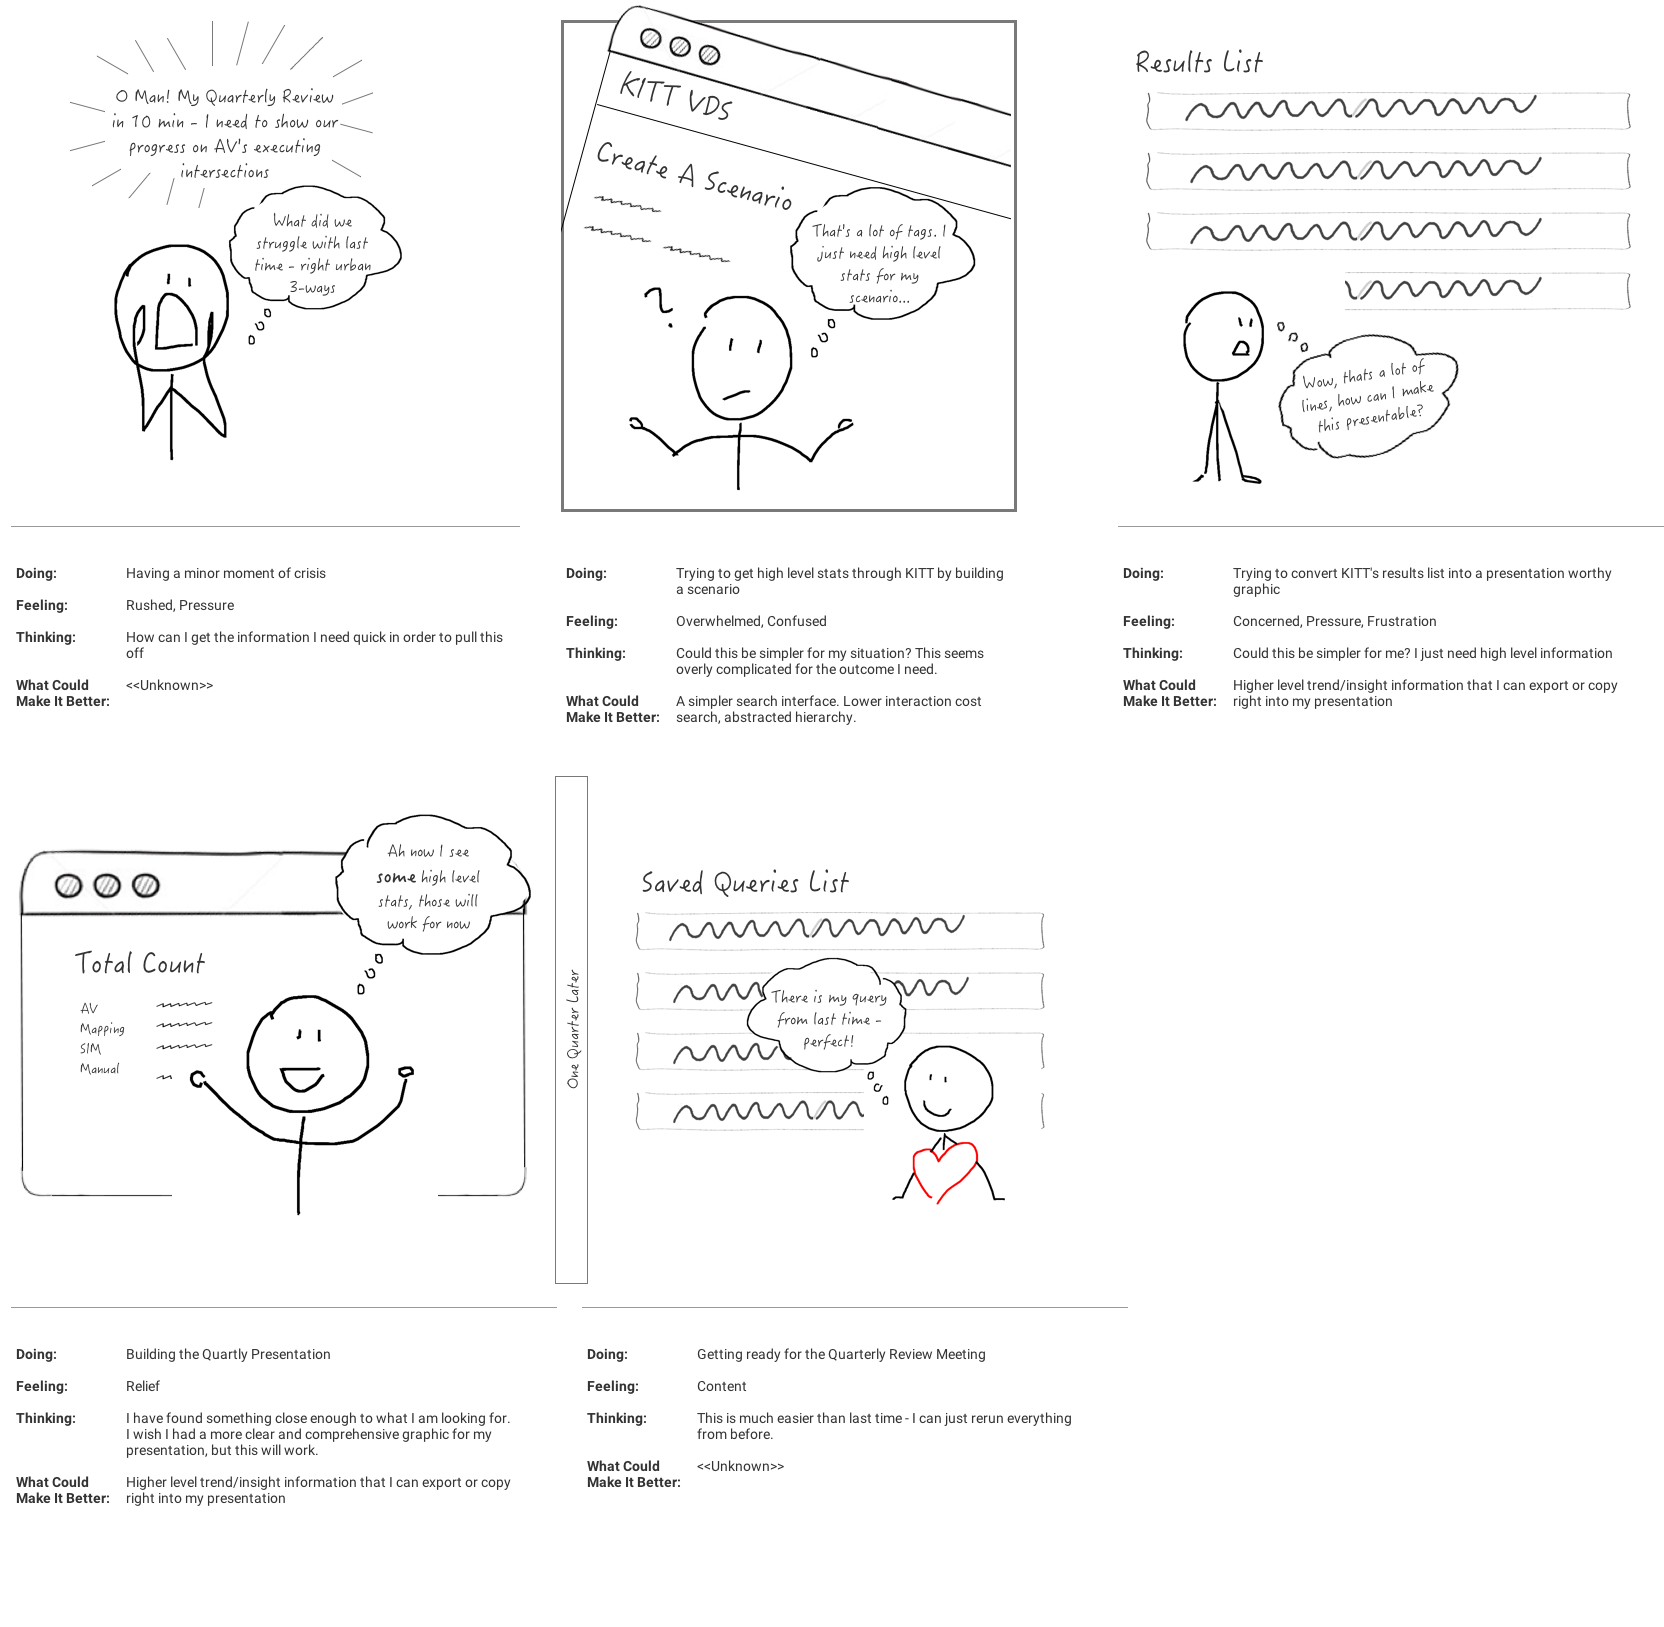 O Man! My Quarterly Review
in 10 min - I need to show our
progress on AV's executing
intersections
What did we
struggle with last
time - right urban
3-ways
Doing:
Having a minor moment of crisis
Feeling:
Rushed, Pressure
Thinking:
How can I get the information I need quick in order to pull this
off
What Could
Make It Better:
<<Unknown>>
KITT VDS
Create A Scenario
That's a lot of tags. I
just need high level
stats for my
scenario...
?
Doing:
Trying to get high level stats through KITT by building
a scenario
Feeling:
Overwhelmed, Confused
Thinking:
Could this be simpler for my situation? This seems
overly complicated for the outcome I need.
What Could
Make It Better:
A simpler search interface. Lower interaction cost
search, abstracted hierarchy.
Results List
Wow, thats a lot of
lines, how can I make
this presentable?
Doing:
Trying to convert KITT's results list into a presentation worthy
graphic
Feeling:
Concerned, Pressure, Frustration
Thinking:
Could this be simpler for me? I just need high level information
What Could
Make It Better:
Higher level trend/insight information that I can export or copy
right into my presentation
Ah now I see
some high level
stats, those will
work for now
Total Count
AV
Mapping
SIM
Manual
Doing:
Building the Quartly Presentation
Feeling:
Relief
Thinking:
I have found something close enough to what I am looking for.
I wish I had a more clear and comprehensive graphic for my
presentation, but this will work.
What Could
Make It Better:
Higher level trend/insight information that I can export or copy
right into my presentation
One Quarter Later
Saved Queries List
There is my query
from last time -
perfect!
Doing:
Getting ready for the Quarterly Review Meeting
Feeling:
Content
Thinking:
This is much easier than last time - I can just rerun everything
from before.
What Could
Make It Better:
<<Unknown>>